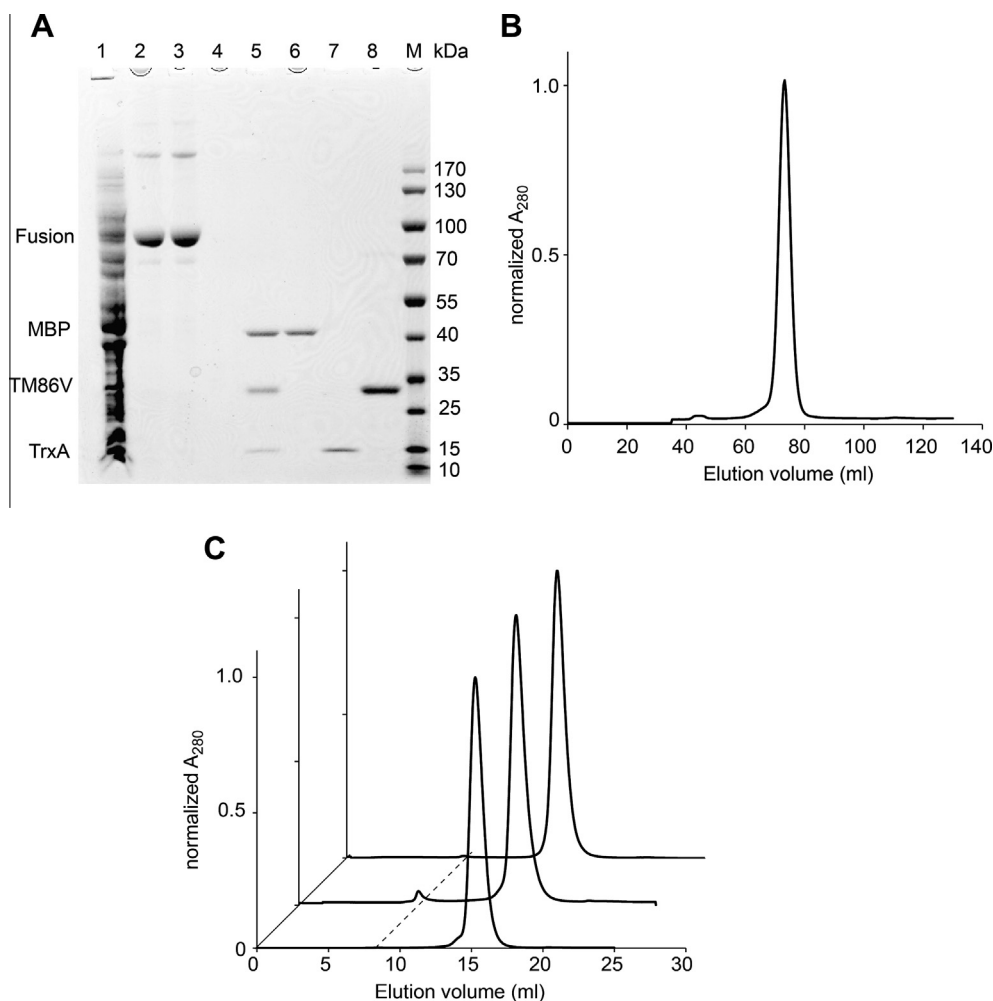 A
B
1 2 3 4 5 6 7 8 M kDa
170
130
Fusion 100
70
55
MBP 40
35
TM86V 25
TrxA 15
10
normalized A280
1.0
0.5
0
0 20 40 60 80 100 120 140
Elution volume (ml)
C
normalized A280
1.0
0.5
0
0 5 10 15 20 25 30
Elution volume (ml)